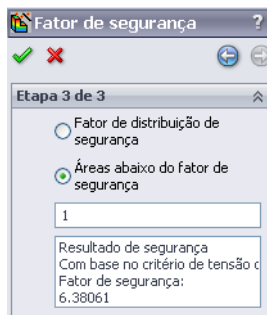 Fator de segurança ?
Etapa 3 de 3
Fator de distribuição de
segurança
Áreas abaixo do fator de
segurança
1
Resultado de segurança
Com base no critério de tensão
Fator de segurança:
6.38061